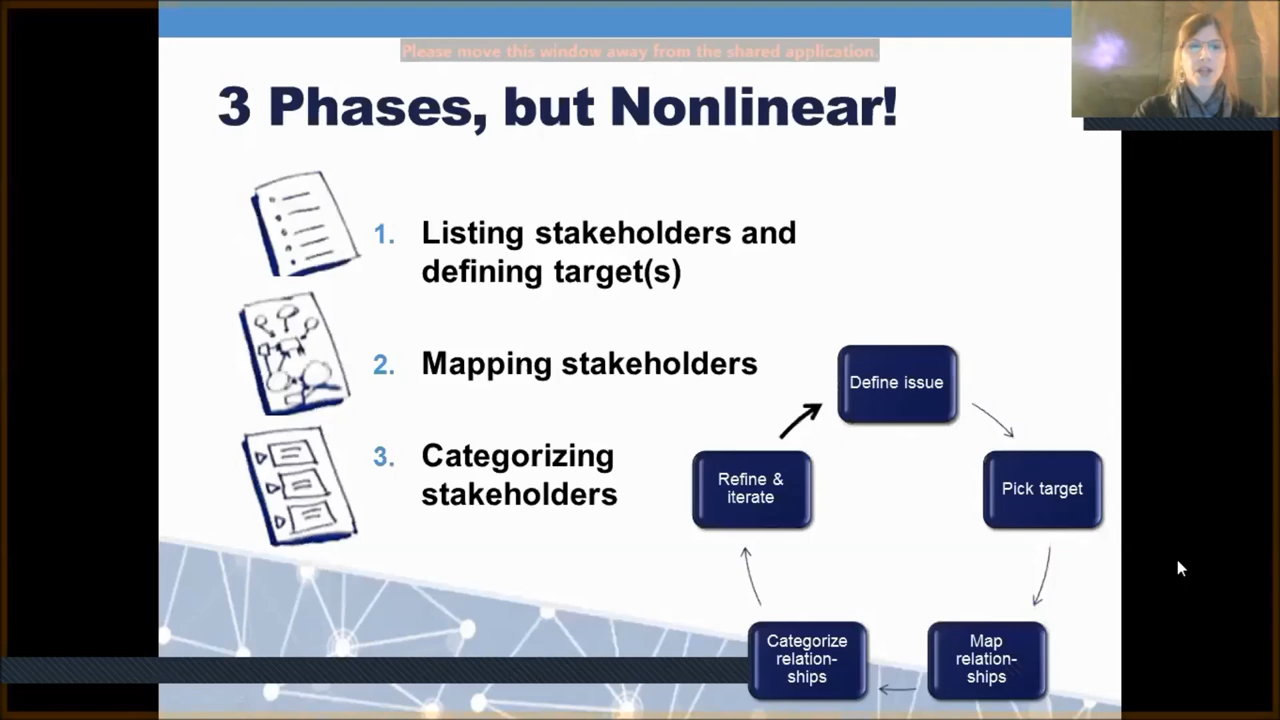 Please move this window away from the shared application.
3 Phases, but Nonlinear!
1. Listing stakeholders and
defining target(s)
2. Mapping stakeholders
3. Categorizing
stakeholders
Define issue
Pick target
Map
relation-
ships
Categorize
relation-
ships
Refine &
iterate